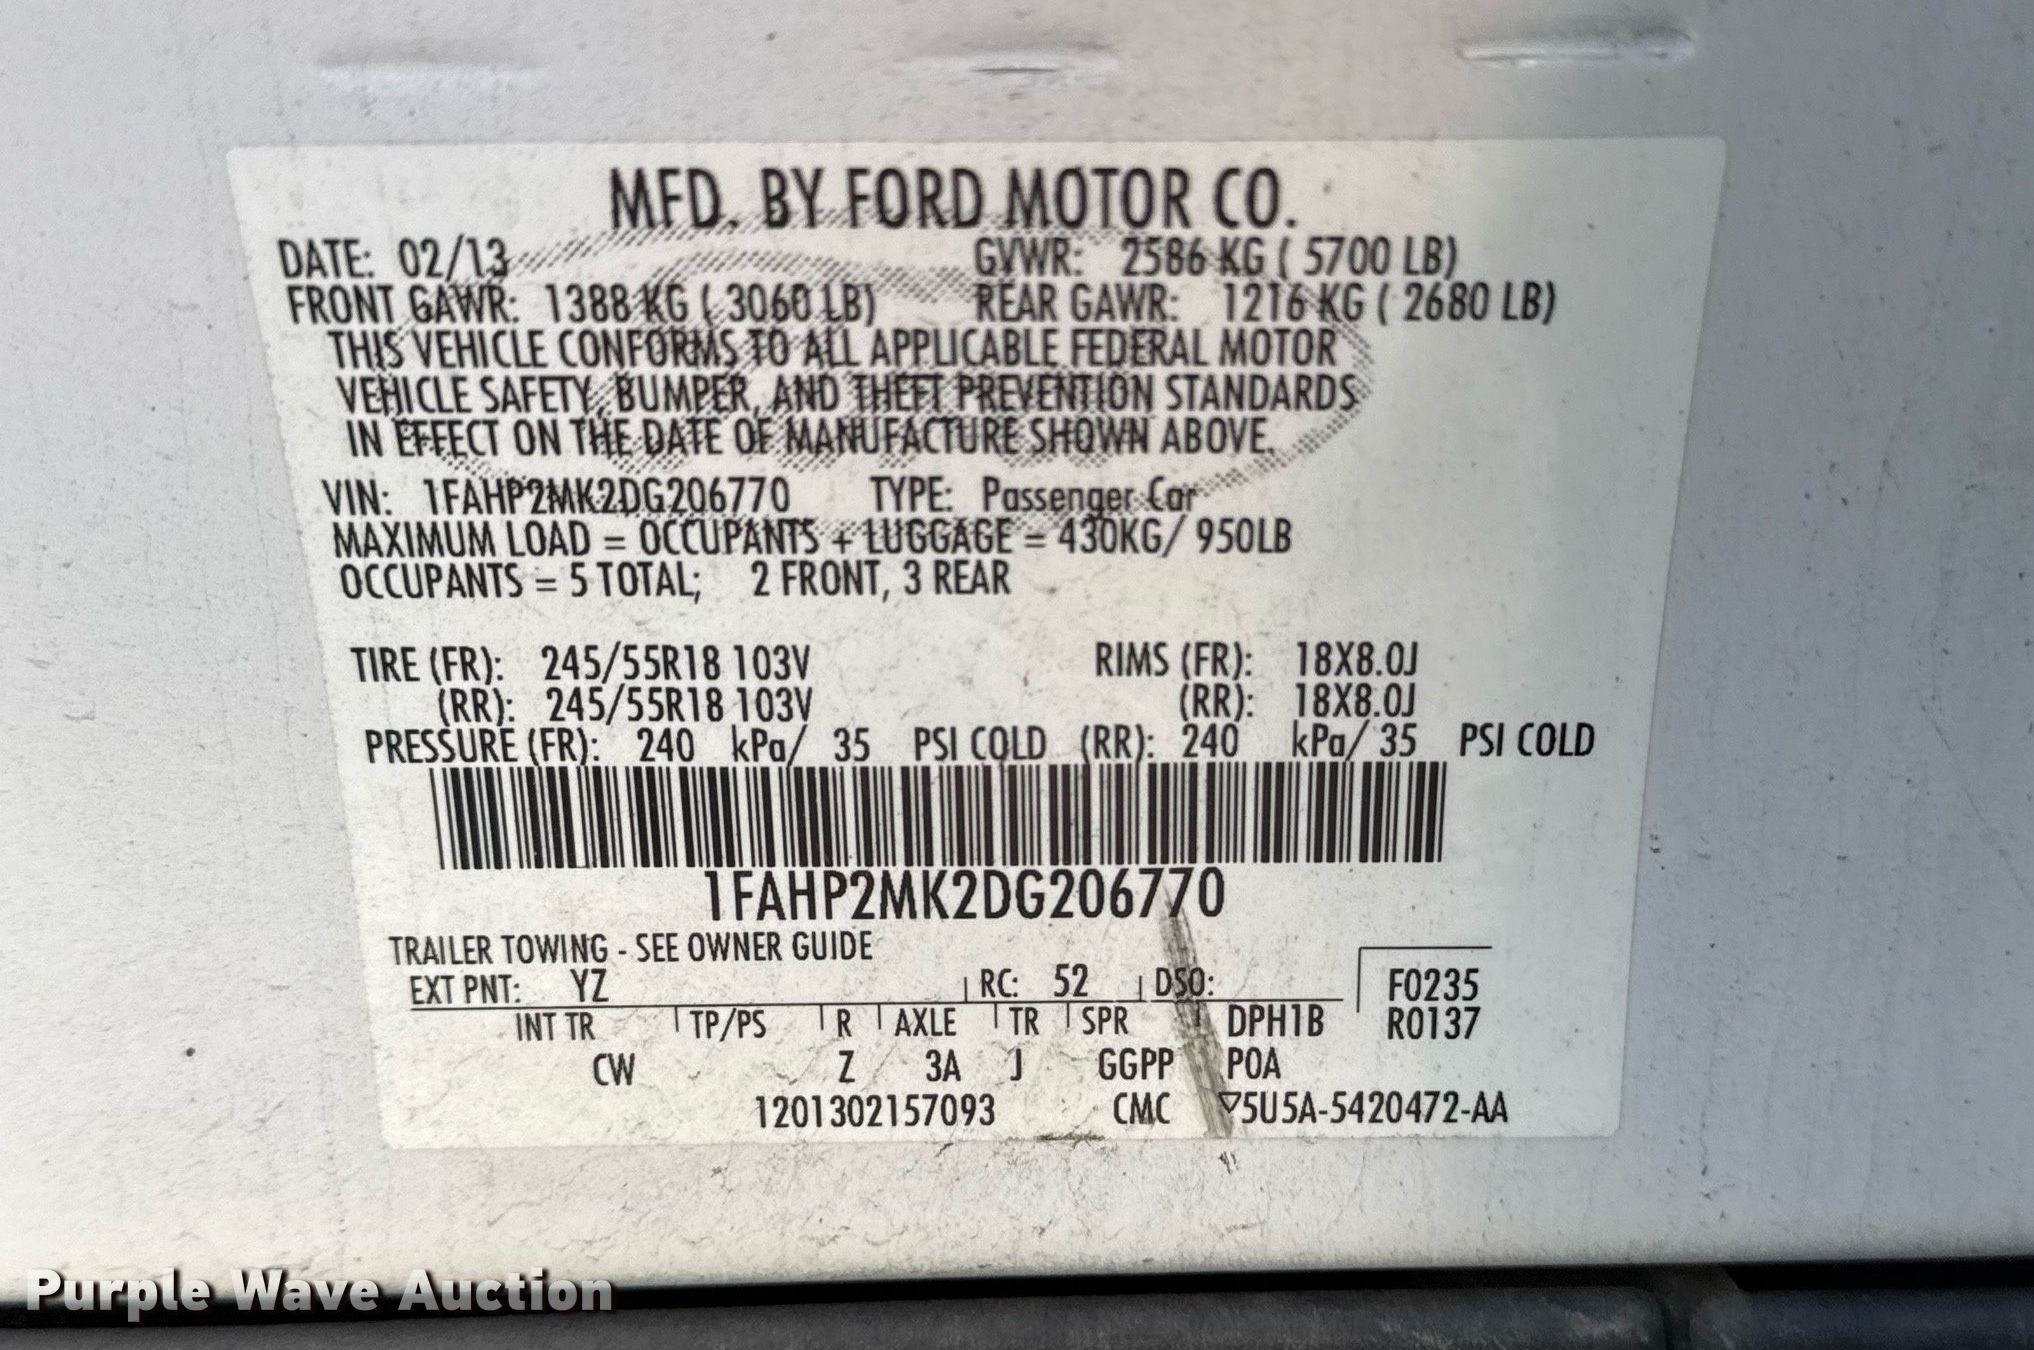 MFD. BY FORD MOTOR CO.
DATE: 02/13 GVWR: 2586 KG ( 5700 LB)
FRONT GAWR: 1388 KG ( 3060 LB) REAR GAWR: 1216 KG ( 2680 LB)
THIS VEHICLE CONFORMS TO ALL APPLICABLE FEDERAL MOTOR
VEHICLE SAFETY, BUMPER, AND THEFT PREVENTION STANDARDS
IN EFFECT ON THE DATE OF MANUFACTURE SHOWN ABOVE.
VIN: 1FAHP2MK2DG206770 TYPE: Passenger Car
MAXIMUM LOAD = OCCUPANTS + LUGGAGE = 430KG/ 950LB
OCCUPANTS = 5 TOTAL; 2 FRONT, 3 REAR
TIRE (FR): 245/55R18 103V RIMS (FR): 18X8.0J
(RR): 245/55R18 103V (RR): 18X8.0J
PRESSURE (FR): 240 kPa/ 35 PSI COLD (RR): 240 kPa/ 35 PSI COLD
1FAHP2MK2DG206770
TRAILER TOWING - SEE OWNER GUIDE
EXT PNT: YZ RC: 52 DSO: F0235
INT TR TP/PS R AXLE TR SPR DPH1B R0137
CW Z 3A J GGPP POA
1201302157093 CMC ▽5U5A-5420472-AA
Purple Wave Auction